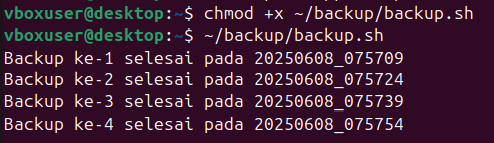 vboxuser@desktop:~$ chmod +x ~/backup/backup.sh
vboxuser@desktop:~$ ~/backup/backup.sh
Backup ke-1 selesai pada 20250608_075709
Backup ke-2 selesai pada 20250608_075724
Backup ke-3 selesai pada 20250608_075739
Backup ke-4 selesai pada 20250608_075754